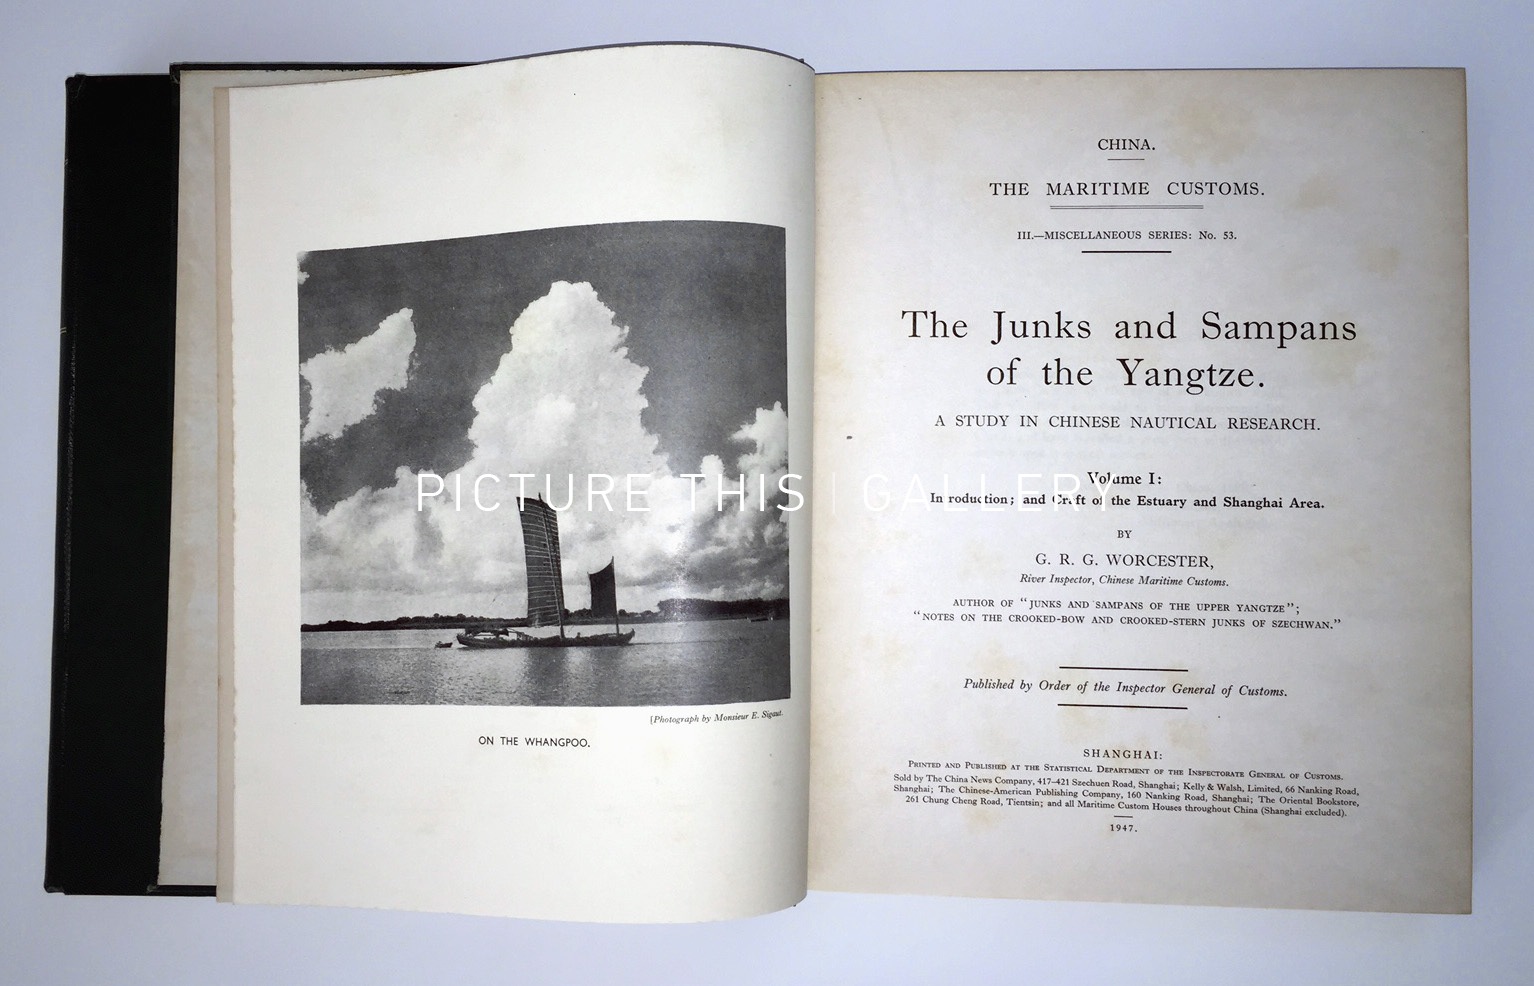 [Photograph by Monsieur E. Sigaut.
ON THE WHANGPOO.
CHINA.
THE MARITIME CUSTOMS.
III.—MISCELLANEOUS SERIES: No. 53.
The Junks and Sampans
of the Yangtze.
A STUDY IN CHINESE NAUTICAL RESEARCH.
PICTURE THIS | GALLERY
Volume I:
In roduction; and Craft of the Estuary and Shanghai Area.
BY
G. R. G. WORCESTER,
River Inspector, Chinese Maritime Customs.
AUTHOR OF "JUNKS AND SAMPANS OF THE UPPER YANGTZE";
"NOTES ON THE CROOKED-BOW AND CROOKED-STERN JUNKS OF SZECHWAN."
Published by Order of the Inspector General of Customs.
SHANGHAI:
PRINTED AND PUBLISHED AT THE STATISTICAL DEPARTMENT OF THE INSPECTORATE GENERAL OF CUSTOMS.
Sold by The China News Company, 417–421 Szechuen Road, Shanghai; Kelly & Walsh, Limited, 66 Nanking Road,
Shanghai; The Chinese-American Publishing Company, 160 Nanking Road, Shanghai; The Oriental Bookstore,
261 Chung Cheng Road, Tientsin; and all Maritime Custom Houses throughout China (Shanghai excluded).
1947.